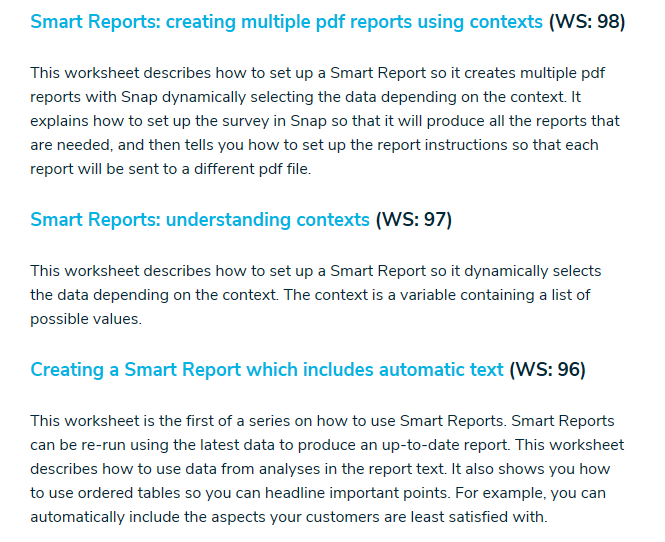 Smart Reports: creating multiple pdf reports using contexts (WS: 98)
This worksheet describes how to set up a Smart Report so it creates multiple pdf
reports with Snap dynamically selecting the data depending on the context. It
explains how to set up the survey in Snap so that it will produce all the reports that
are needed, and then tells you how to set up the report instructions so that each
report will be sent to a different pdf file.
Smart Reports: understanding contexts (WS: 97)
This worksheet describes how to set up a Smart Report so it dynamically selects
the data depending on the context. The context is a variable containing a list of
possible values.
Creating a Smart Report which includes automatic text (WS: 96)
This worksheet is the first of a series on how to use Smart Reports. Smart Reports
can be re-run using the latest data to produce an up-to-date report. This worksheet
describes how to use data from analyses in the report text. It also shows you how
to use ordered tables so you can headline important points. For example, you can
automatically include the aspects your customers are least satisfied with.